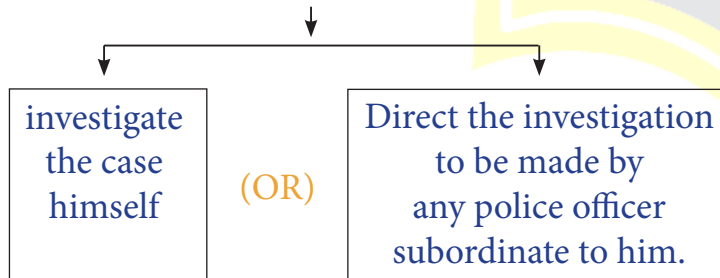 investigate
the case
himself
(OR)
Direct the investigation
to be made by
any police officer
subordinate to him.